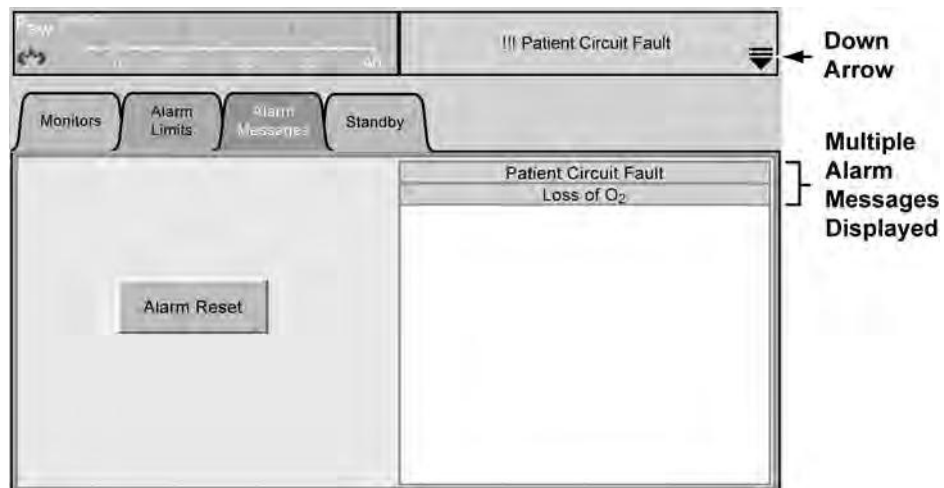 Paw
!!! Patient Circuit Fault
Down
Arrow
Monitors
Alarm
Limits
Alarm
Messages
Standby
Multiple
Alarm
Messages
Displayed
Patient Circuit Fault
Loss of O₂
Alarm Reset